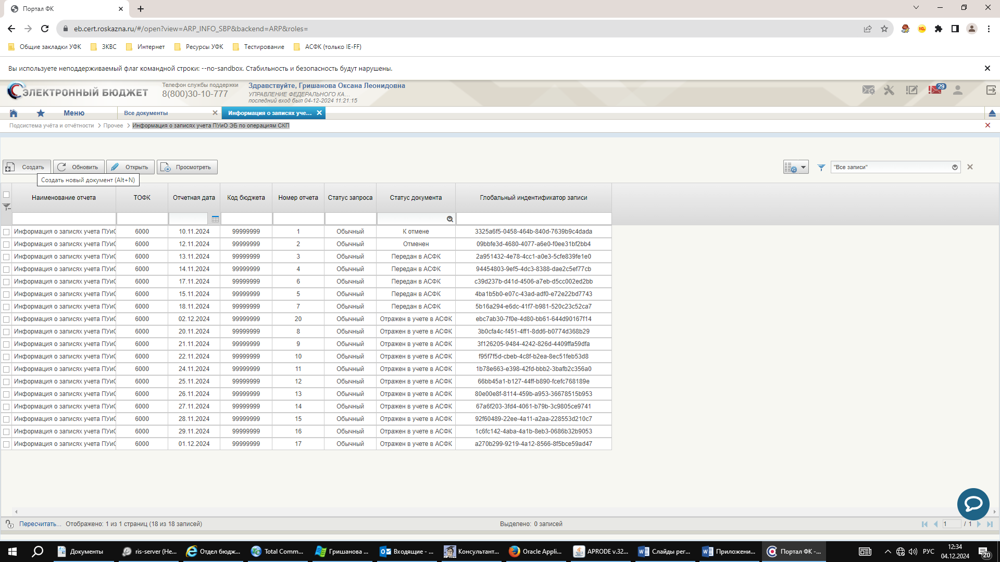 Портал ФК
eb.cert.roskazna.ru/#/open?view=ARP_INFO_SBP&backend=ARP&roles=
Общие закладки УФК ЗКВС Интернет Ресурсы УФК Тестирование АСФК (только IE-FF)
Вы используете неподдерживаемый флаг командной строки: --no-sandbox. Стабильность и безопасность будут нарушены.
ЭЛЕКТРОННЫЙ БЮДЖЕТ
Телефон службы поддержки
8(800)30-10-777
Здравствуйте, Гришанова Оксана Леонидовна
УПРАВЛЕНИЕ ФЕДЕРАЛЬНОГО КА...
последний вход был 04-12-2024 11:21:15
29
Меню Все документы Информация о записях уче...
Подсистема учёта и отчётности Прочее Информация о записях учета ПУиО ЭБ по операциям СКП
Создать Обновить Открыть Просмотреть "Все записи"
Создать новый документ (Alt+N)
Наименование отчета ТОФК Отчетная дата Код бюджета Номер отчета Статус запроса Статус документа Глобальный индентификатор записи
Информация о записях учета ПУиО 6000 10.11.2024 99999999 1 Обычный К отмене 3325a6f5-0458-464b-840d-7639b9c4dada
Информация о записях учета ПУиО 6000 12.11.2024 99999999 2 Обычный Отменен 09bbfe3d-4680-4077-a6e0-f0ee31bf2bb4
Информация о записях учета ПУиО 6000 13.11.2024 99999999 3 Обычный Передан в АСФК 2a951432-4e78-4cc1-a0e3-5cfe839fe1e0
Информация о записях учета ПУиО 6000 14.11.2024 99999999 4 Обычный Передан в АСФК 94454803-9ef5-4dc3-8388-dae2c5ef77cb
Информация о записях учета ПУиО 6000 17.11.2024 99999999 6 Обычный Передан в АСФК c39d237b-d41d-4506-a7eb-d5cc002ed2bb
Информация о записях учета ПУиО 6000 15.11.2024 99999999 5 Обычный Передан в АСФК 4ba1b5b0-e07c-43ad-adf0-e72e22bd7743
Информация о записях учета ПУиО 6000 18.11.2024 99999999 7 Обычный Передан в АСФК 5b16a294-e6dc-41f7-b981-520c23c52ca7
Информация о записях учета ПУиО 6000 02.12.2024 99999999 20 Обычный Отражен в учете в АСФК ebc7ab30-7f0e-4d80-bb61-644d90167f14
Информация о записях учета ПУиО 6000 20.11.2024 99999999 8 Обычный Отражен в учете в АСФК 3b0cfa4c-f451-4ff1-8dd6-b0774d368b29
Информация о записях учета ПУиО 6000 21.11.2024 99999999 9 Обычный Отражен в учете в АСФК 3f126205-9484-4242-826d-4409ffa59dfa
Информация о записях учета ПУиО 6000 22.11.2024 99999999 10 Обычный Отражен в учете в АСФК f95f7f5d-cbeb-4c8f-b2ea-8ec51feb53d8
Информация о записях учета ПУиО 6000 24.11.2024 99999999 11 Обычный Отражен в учете в АСФК 1b78e663-e398-42fd-bbb2-3bafb2c356a0
Информация о записях учета ПУиО 6000 25.11.2024 99999999 12 Обычный Отражен в учете в АСФК 66bb45a1-b127-44ff-b890-fcefc768189e
Информация о записях учета ПУиО 6000 26.11.2024 99999999 13 Обычный Отражен в учете в АСФК 80e00e8f-8114-459b-a953-36678515b953
Информация о записях учета ПУиО 6000 27.11.2024 99999999 14 Обычный Отражен в учете в АСФК 67a6f203-3fd4-4061-b79b-3c9805ce9741
Информация о записях учета ПУиО 6000 28.11.2024 99999999 15 Обычный Отражен в учете в АСФК 92f60489-22ee-4a11-a2aa-228553d210c7
Информация о записях учета ПУиО 6000 29.11.2024 99999999 16 Обычный Отражен в учете в АСФК 1c6fc142-4aba-4a1b-8eb3-0686b32b9053
Информация о записях учета ПУиО 6000 01.12.2024 99999999 17 Обычный Отражен в учете в АСФК a270b299-9219-4a12-8566-8f5bce59ad47
Пересчитать... Отображено: 1 из 1 страниц (18 из 18 записей) Выделено: 0 записей 1 / 1
Документы ris-server (Не... Отдел бюдж... Total Comm... Гришанова ... Входящие - ... Консультант... Oracle Appli... APRODE v.32... Слайды рег... Приложени... Портал ФК -... РУС 12:34
04.12.2024 20